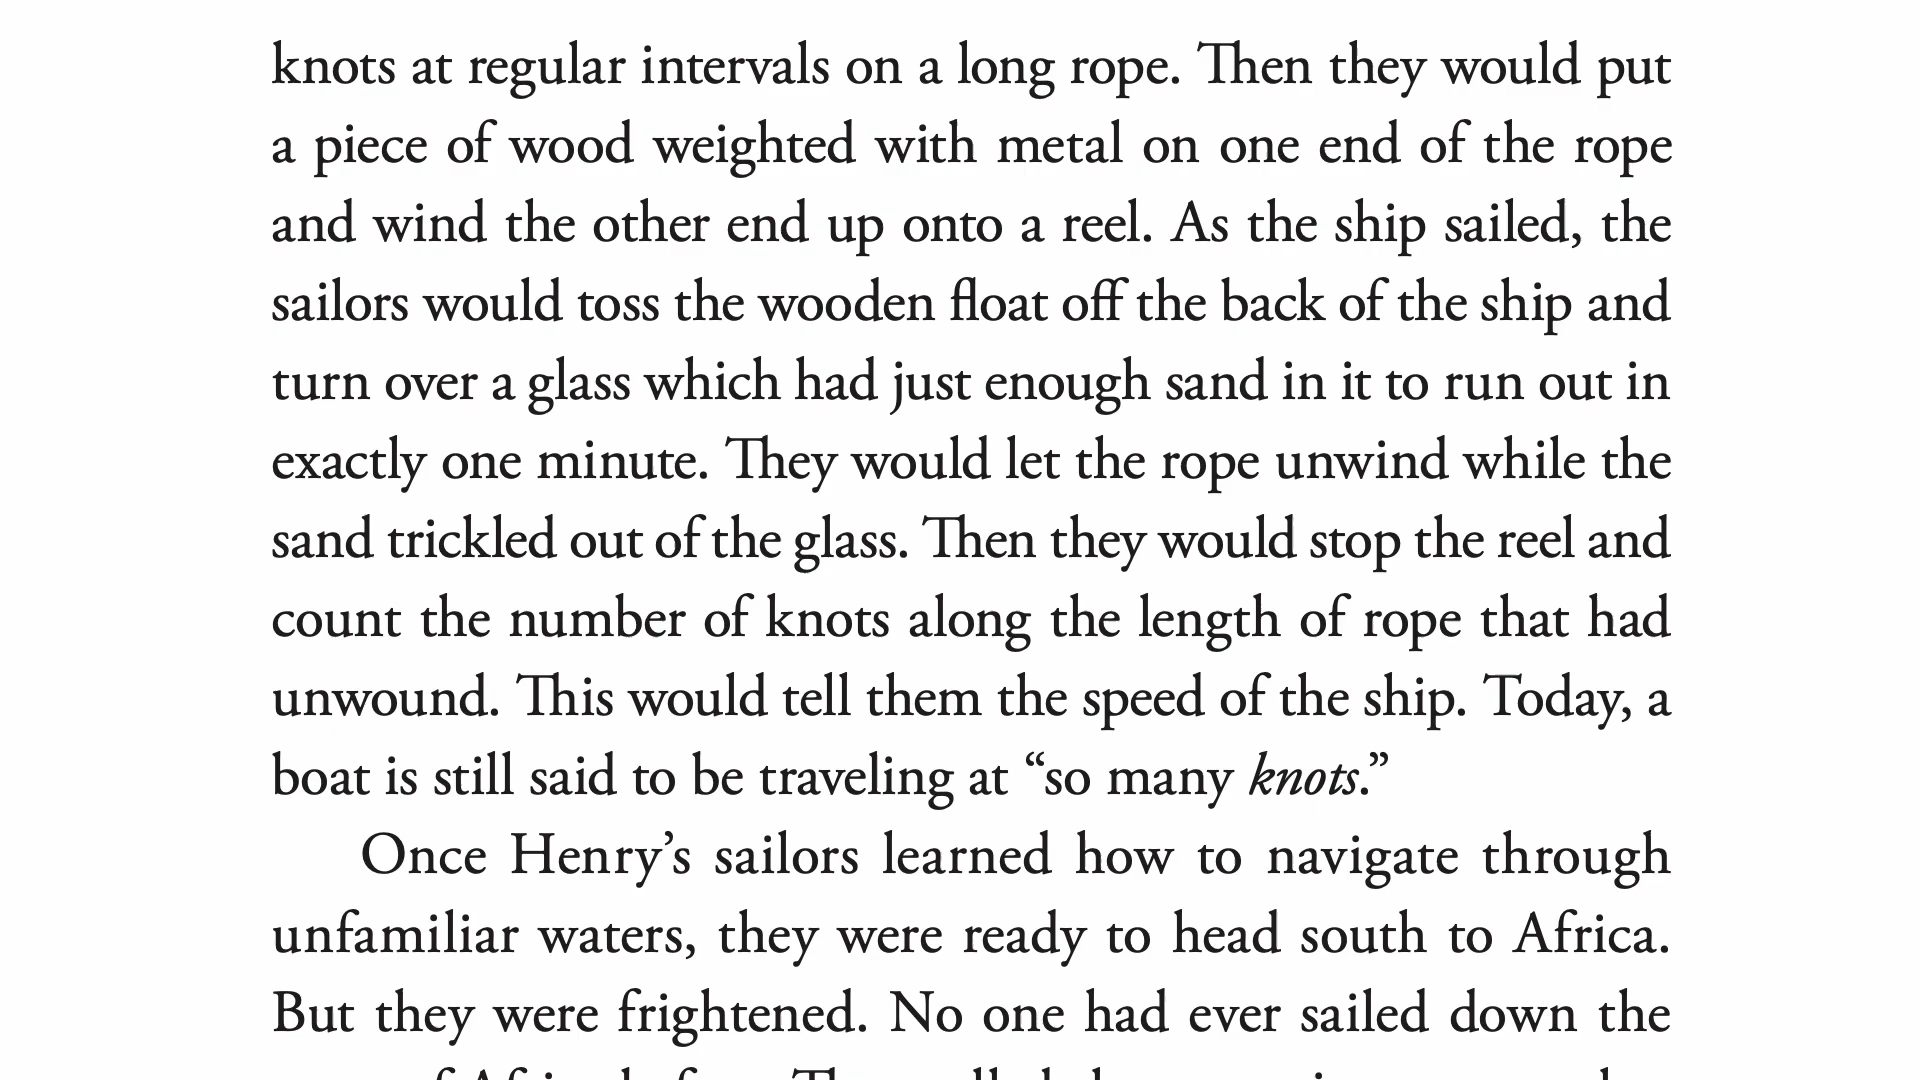 knots at regular intervals on a long rope. Then they would put
a piece of wood weighted with metal on one end of the rope
and wind the other end up onto a reel. As the ship sailed, the
sailors would toss the wooden float off the back of the ship and
turn over a glass which had just enough sand in it to run out in
exactly one minute. They would let the rope unwind while the
sand trickled out of the glass. Then they would stop the reel and
count the number of knots along the length of rope that had
unwound. This would tell them the speed of the ship. Today, a
boat is still said to be traveling at “so many knots.”
Once Henry’s sailors learned how to navigate through
unfamiliar waters, they were ready to head south to Africa.
But they were frightened. No one had ever sailed down the